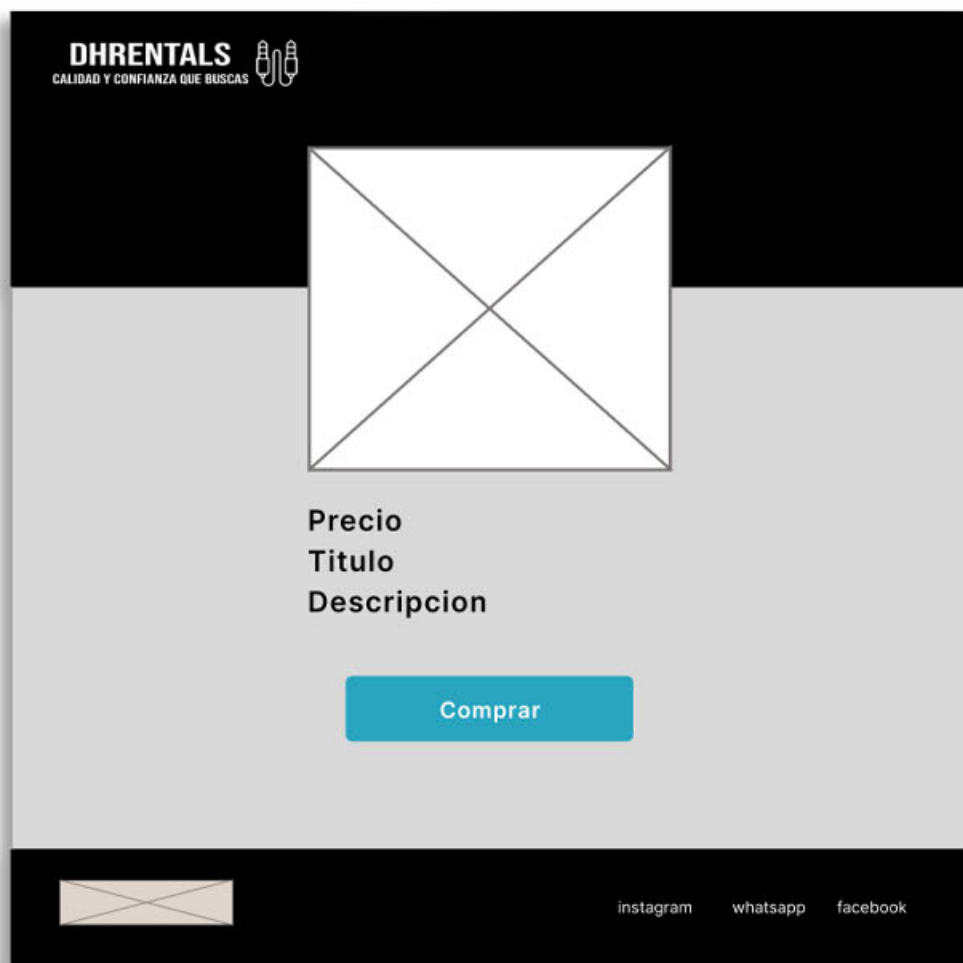 DHRENTALS
CALIDAD Y CONFIANZA QUE BUSCAS
Precio
Titulo
Descripcion
Comprar
instagram whatsapp facebook